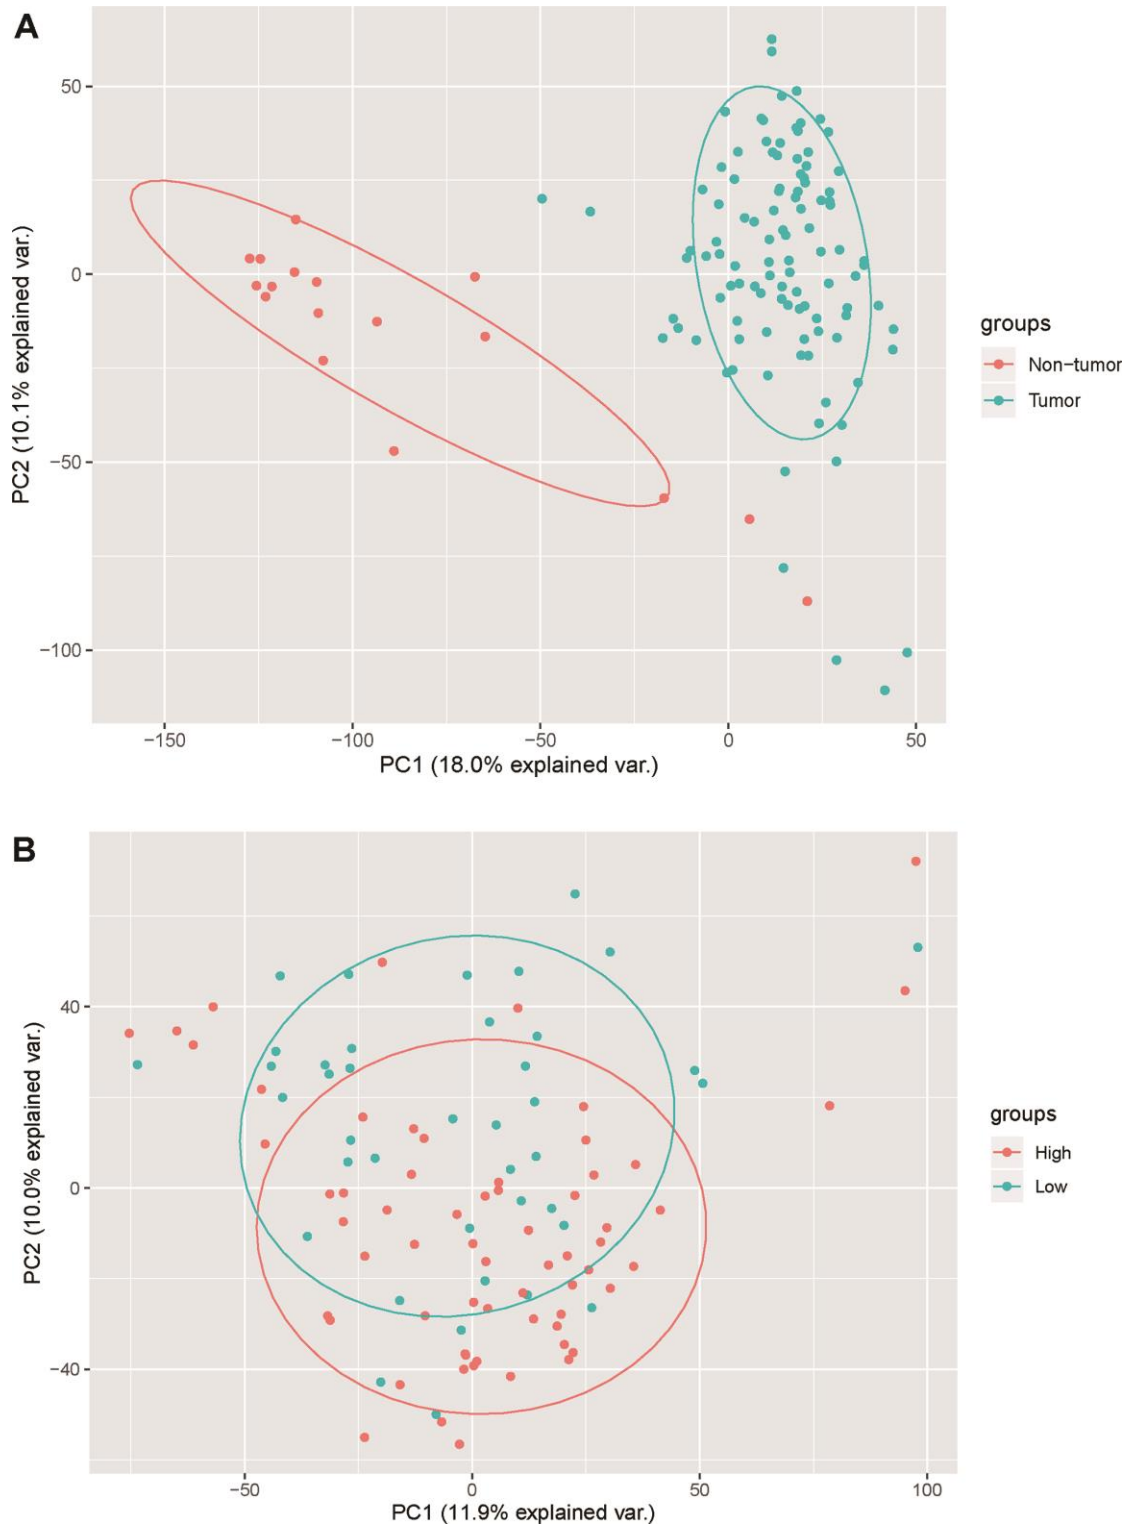 A
50
0
−50
−100
PC2 (10.1% explained var.)
−150 −100 −50 0 50
PC1 (18.0% explained var.)
groups
Non−tumor
Tumor
B
40
0
−40
PC2 (10.0% explained var.)
−50 0 50 100
PC1 (11.9% explained var.)
groups
High
Low